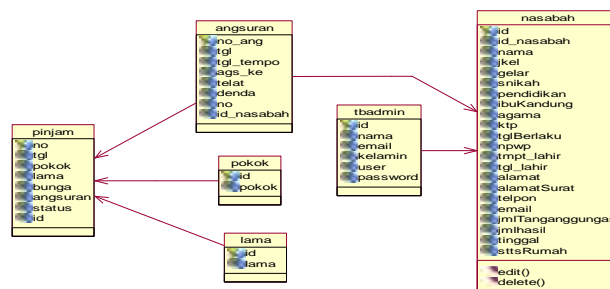 angsuran
no_ang
tgl
tgl_tempo
ags_ke
telat
denda
no
id_nasabah
pinjam
no
tgl
pokok
lama
bunga
angsuran
status
id
pokok
id
pokok
lama
id
lama
tbadmin
id
nama
email
kelamin
user
password
nasabah
id
id_nasabah
nama
jkel
gelar
snikah
pendidikan
ibuKandung
agama
ktp
tglBerlaku
npwp
tmpt_lahir
tgl_lahir
alamat
alamatSurat
telpon
email
jmlTanganggungan
jmlhasil
tinggal
sttsRumah
edit()
delete()